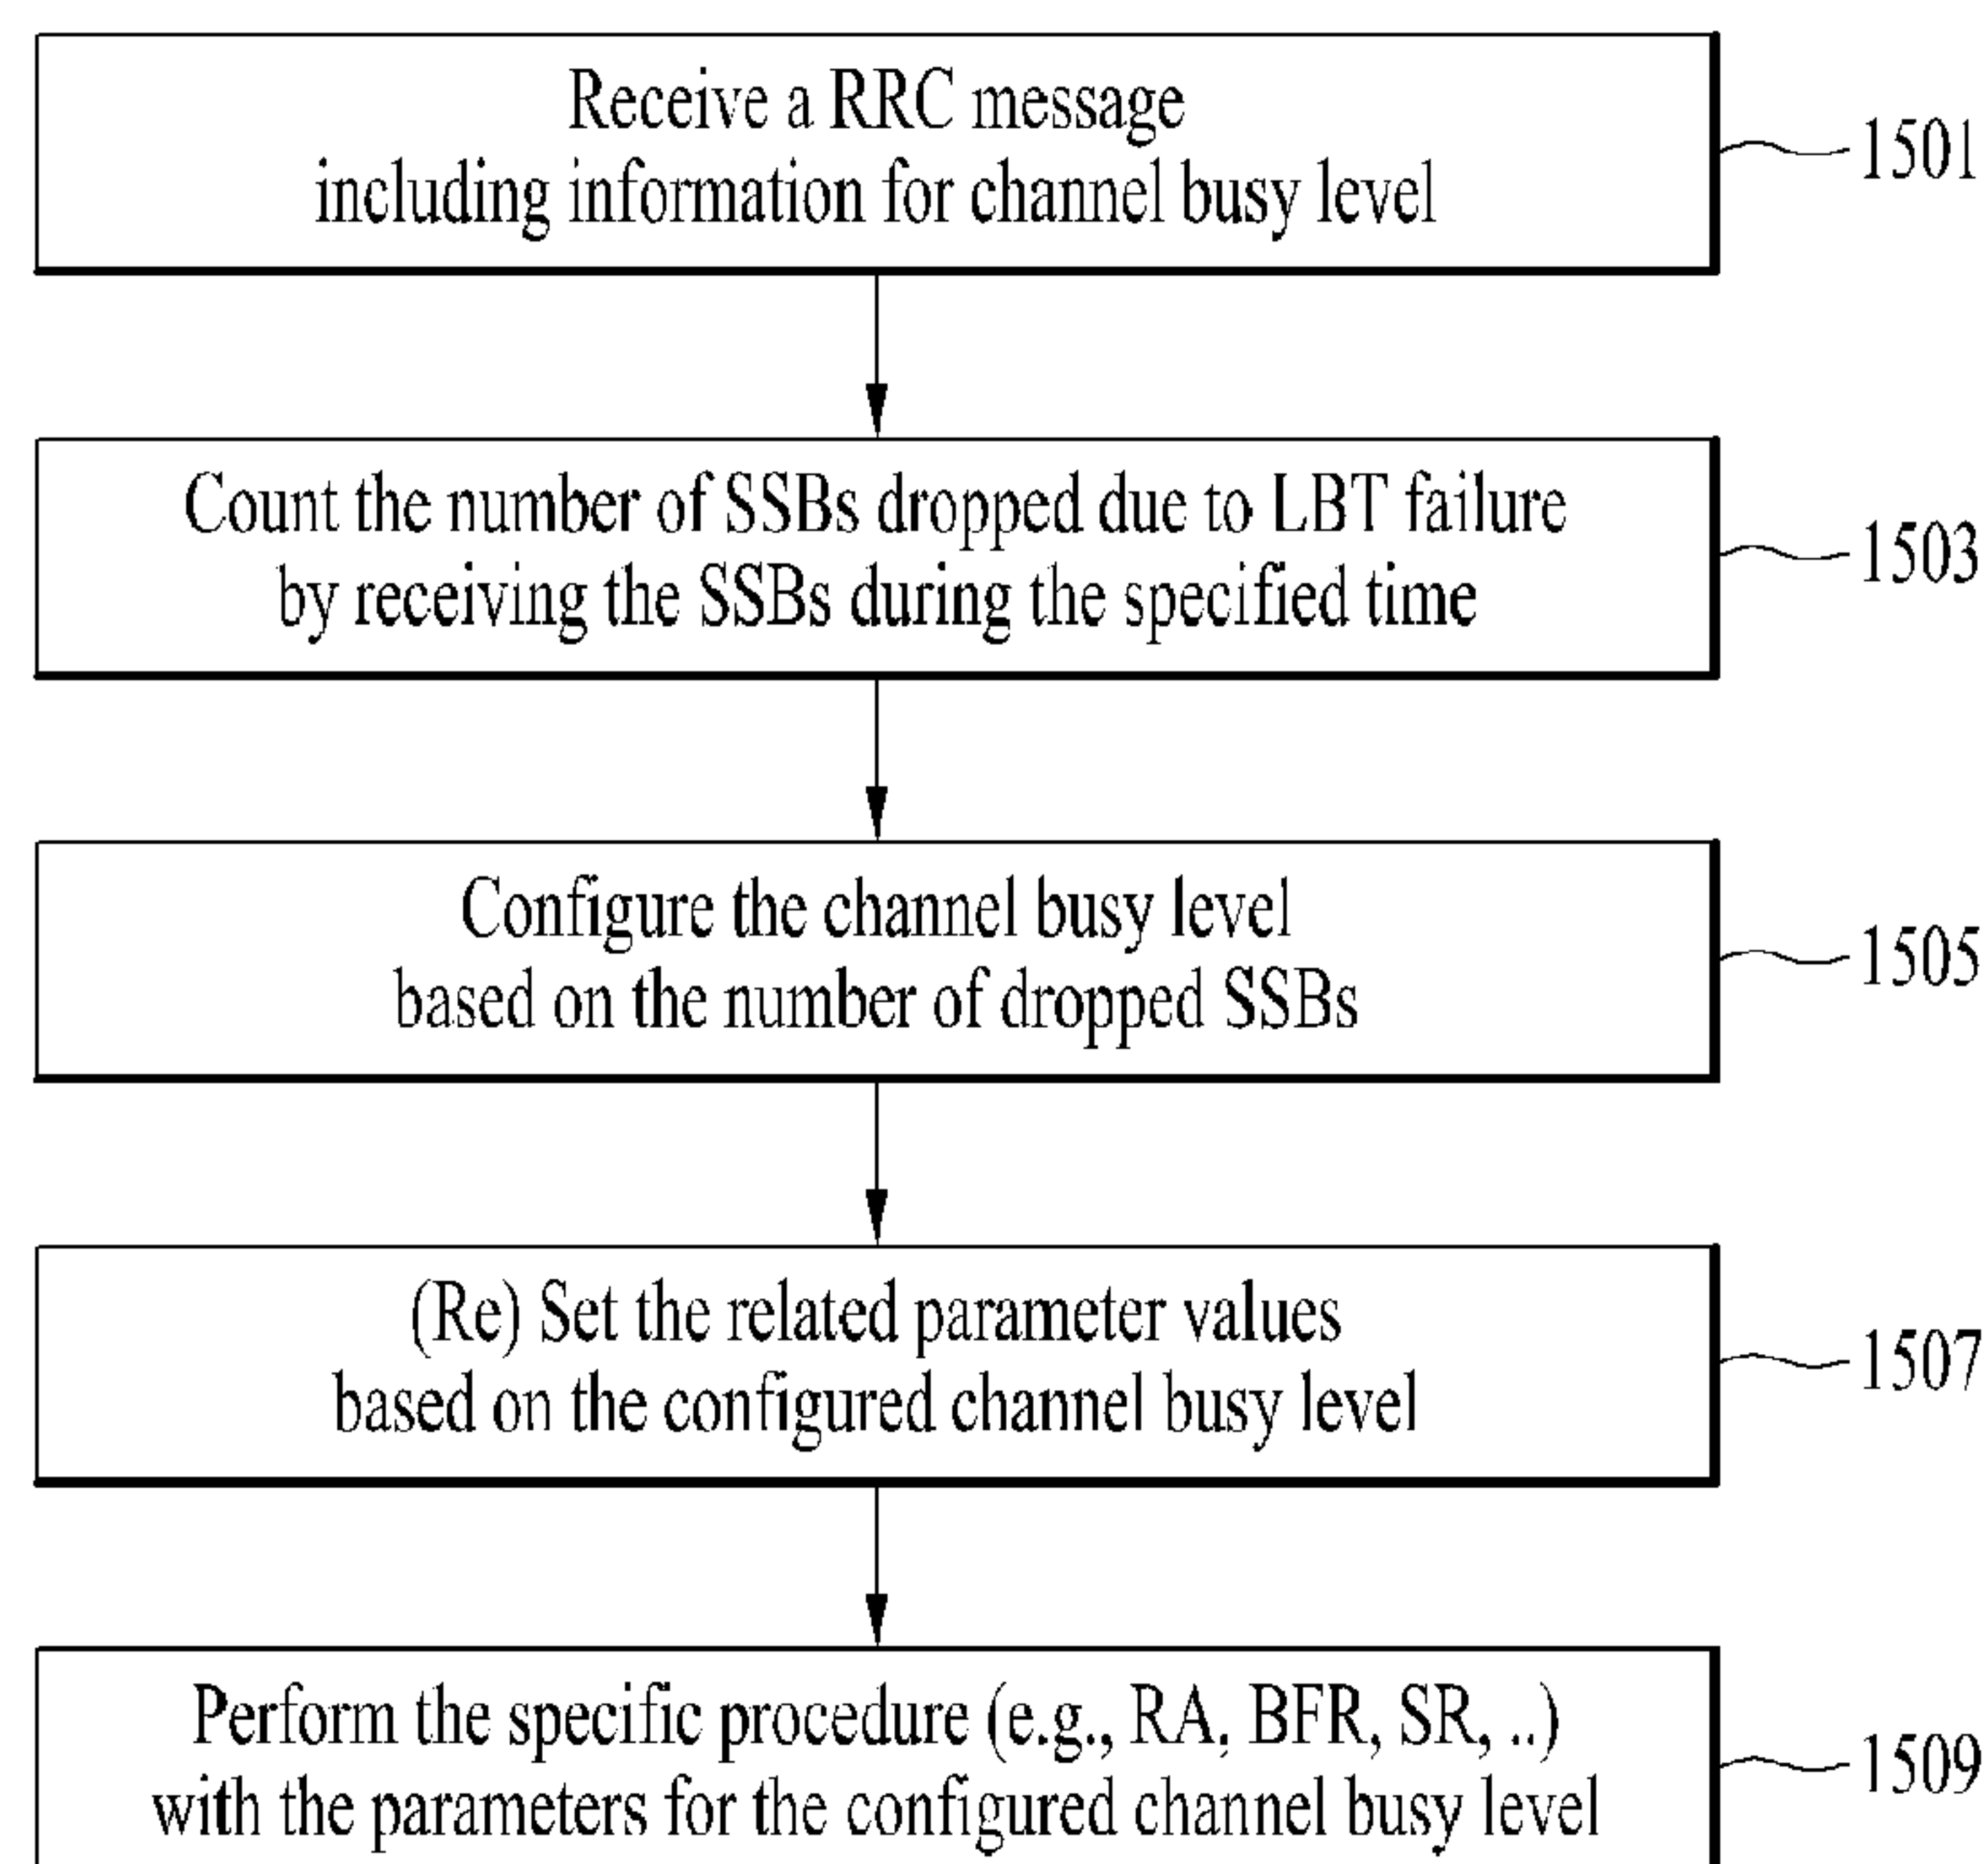 Receive a RRC message
including information for channel busy level
1501
Count the number of SSBs dropped due to LBT failure
by receiving the SSBs during the specified time
1503
Configure the channel busy level
based on the number of dropped SSBs
1505
(Re) Set the related parameter values
based on the configured channel busy level
1507
Perform the specific procedure (e.g., RA, BFR, SR, ..)
with the parameters for the configured channel busy level
1509